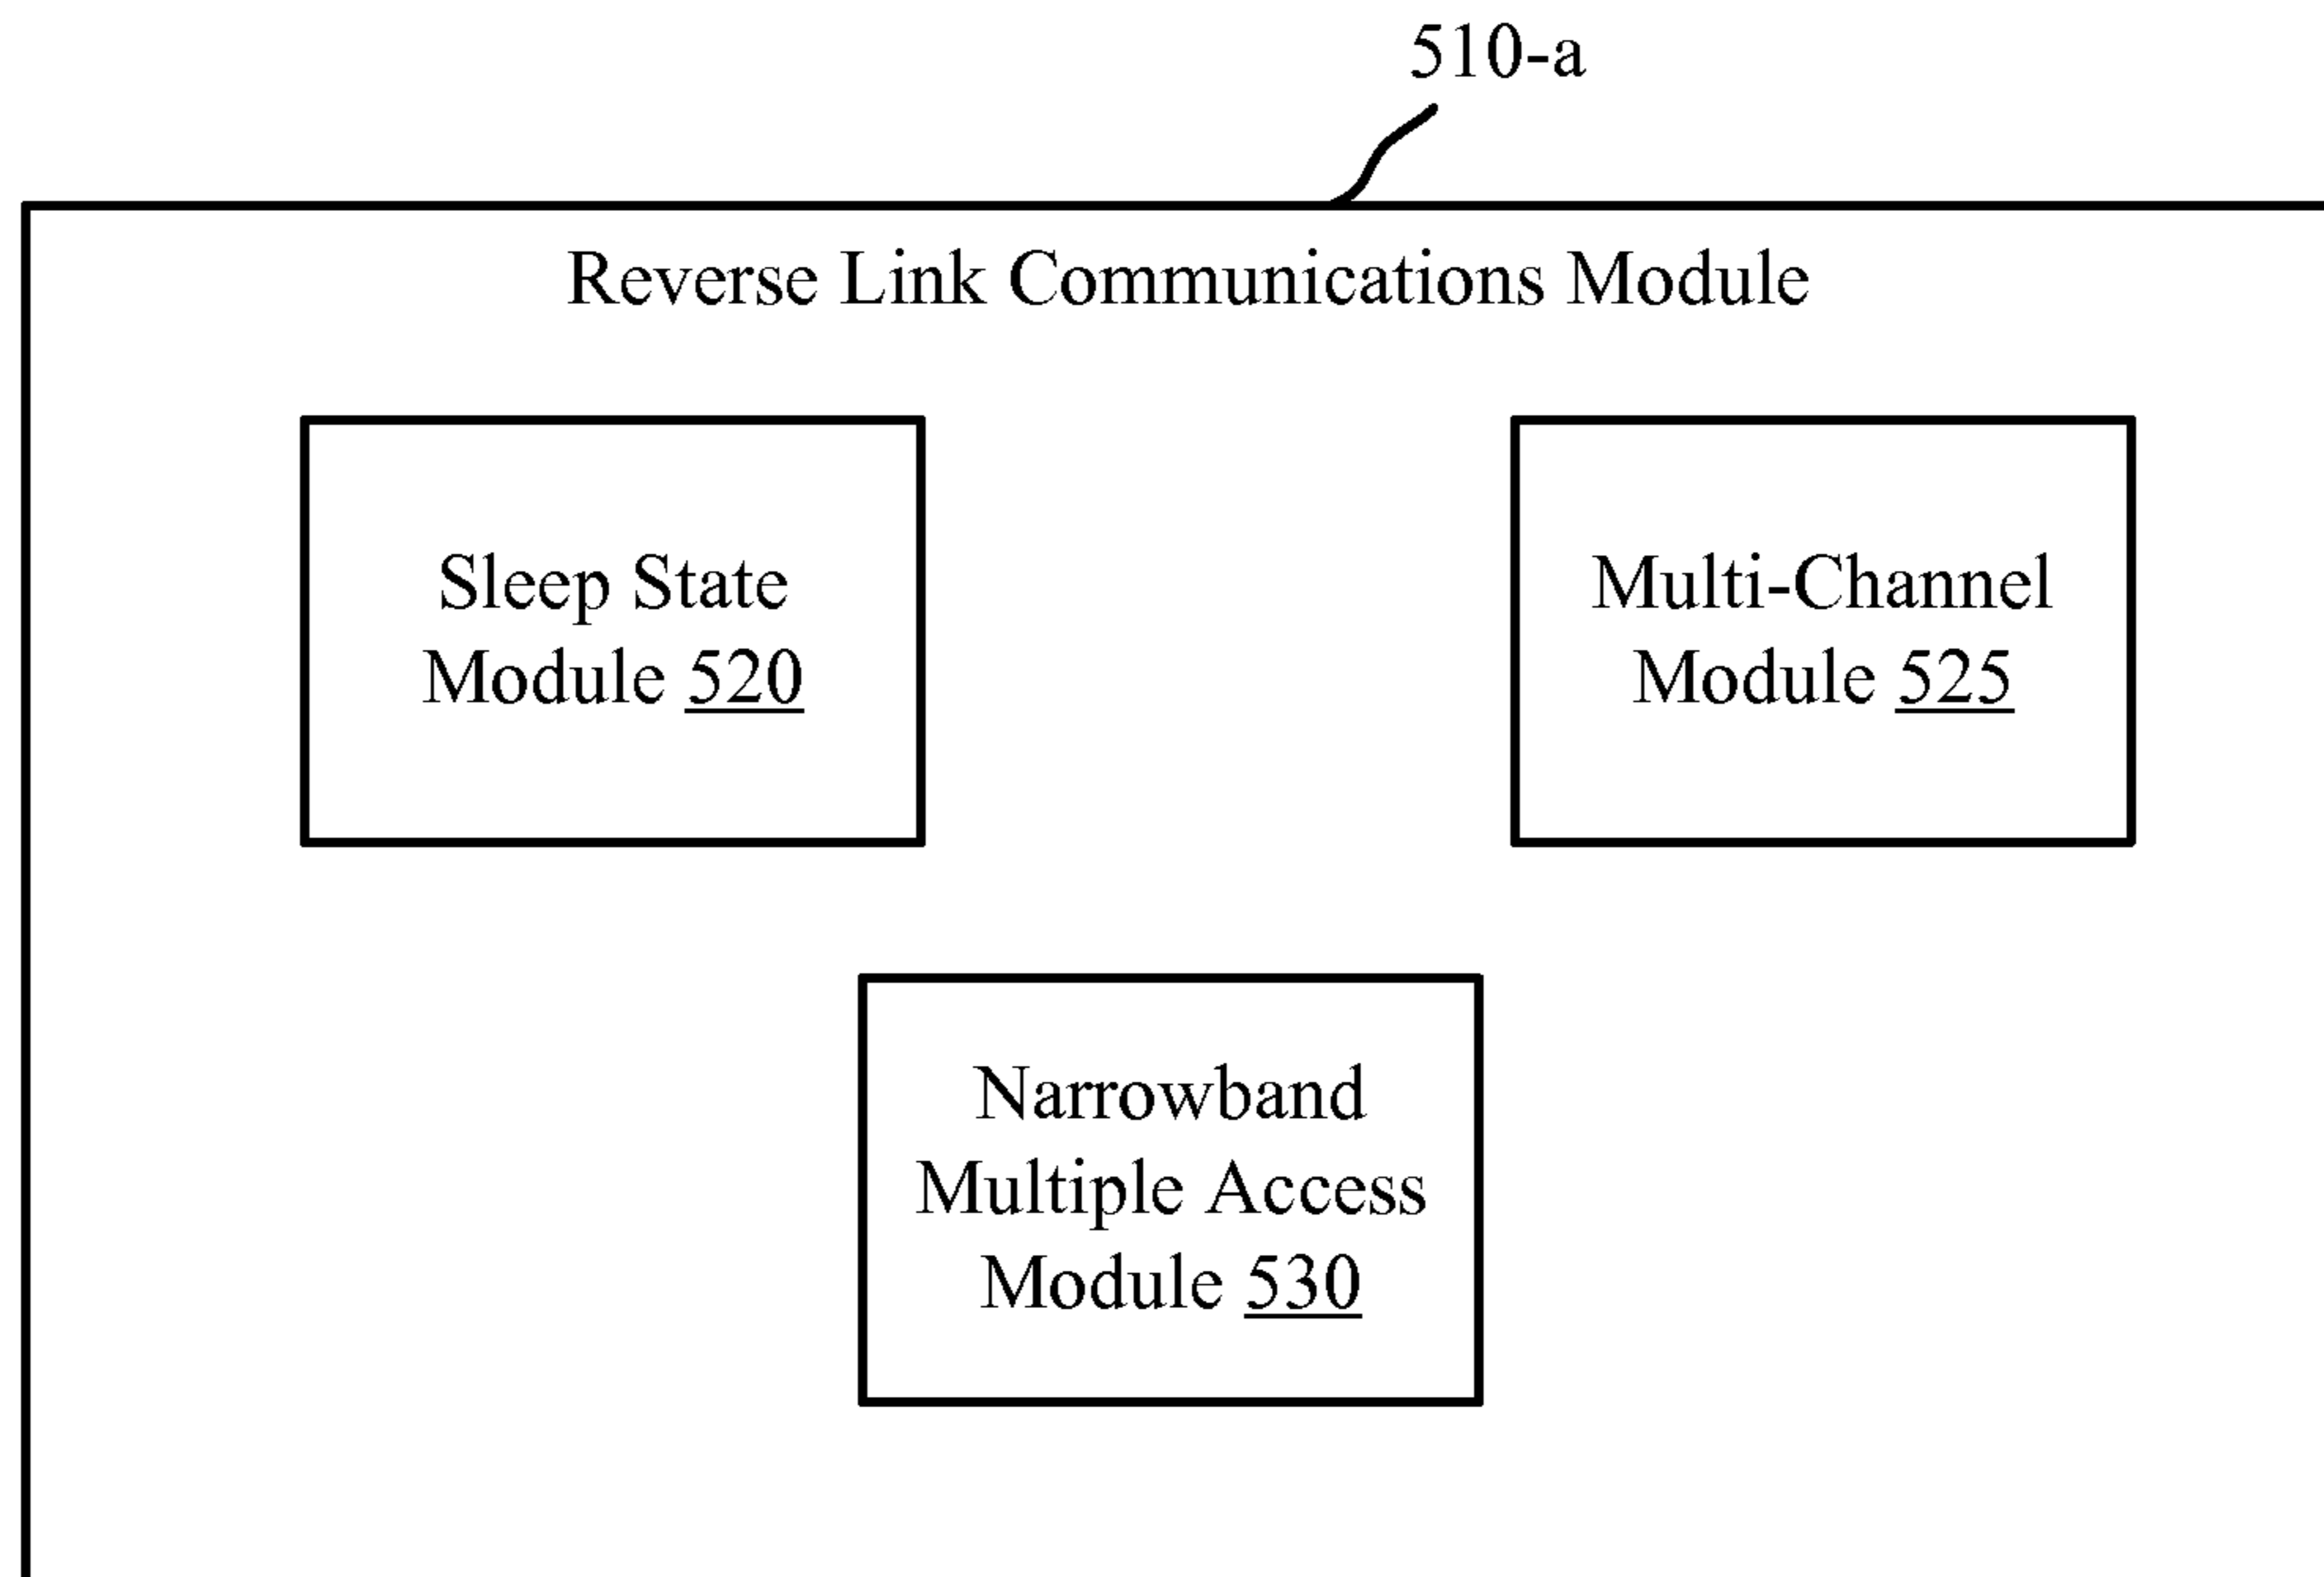 510-a
Reverse Link Communications Module
Sleep State
Module 520
Multi-Channel
Module 525
Narrowband
Multiple Access
Module 530